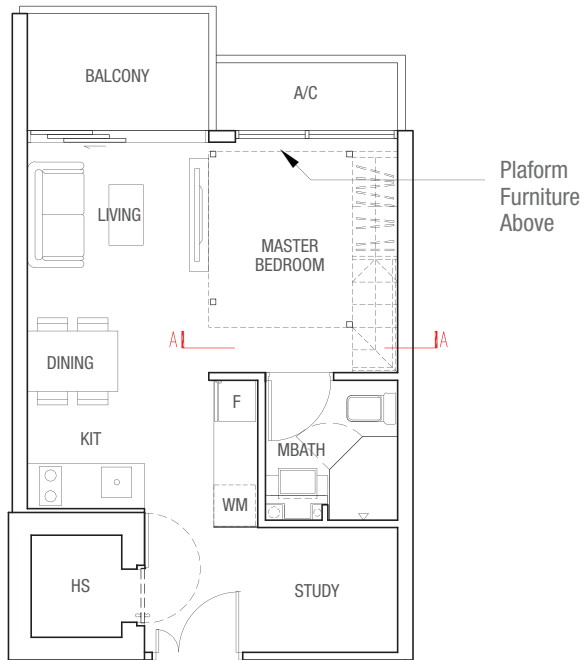 BALCONY
A/C
Plaform
Furniture
Above
LIVING
MASTER
BEDROOM
A A
DINING
F
KIT
MBATH
WM
HS
STUDY